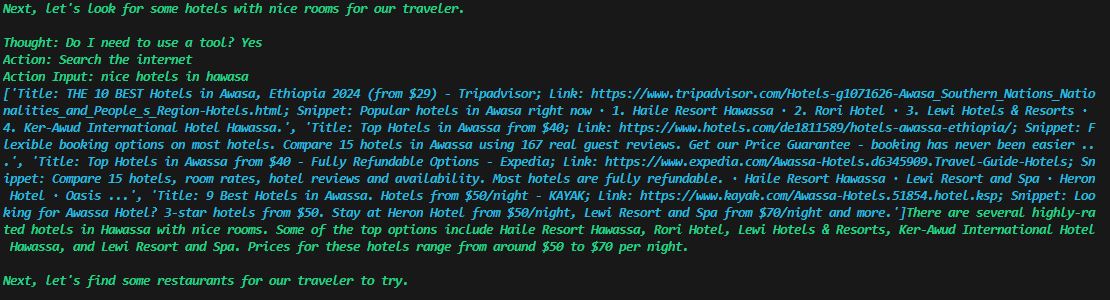 Next, let's look for some hotels with nice rooms for our traveler.
Thought: Do I need to use a tool? Yes
Action: Search the internet
Action Input: nice hotels in hawasa
['Title: THE 10 BEST Hotels in Awasa, Ethiopia 2024 (from $29) - Tripadvisor; Link: https://www.tripadvisor.com/Hotels-g1071626-Awasa_Southern_Nations_Natio
nalities_and_People_s_Region-Hotels.html; Snippet: Popular hotels in Awasa right now · 1. Haile Resort Hawassa · 2. Rori Hotel · 3. Lewi Hotels & Resorts ·
4. Ker-Awud International Hotel Hawassa.', 'Title: Top Hotels in Awassa from $40; Link: https://www.hotels.com/de1811589/hotels-awassa-ethiopia/; Snippet: F
lexible booking options on most hotels. Compare 15 hotels in Awassa using 167 real guest reviews. Get our Price Guarantee - booking has never been easier ..
.', 'Title: Top Hotels in Awassa from $40 - Fully Refundable Options - Expedia; Link: https://www.expedia.com/Awassa-Hotels.d6345909.Travel-Guide-Hotels; Sn
ippet: Compare 15 hotels, room rates, hotel reviews and availability. Most hotels are fully refundable. · Haile Resort Hawassa · Lewi Resort and Spa · Heron
Hotel · Oasis ...', 'Title: 9 Best Hotels in Awassa. Hotels from $50/night - KAYAK; Link: https://www.kayak.com/Awassa-Hotels.51854.hotel.ksp; Snippet: Loo
king for Awassa Hotel? 3-star hotels from $50. Stay at Heron Hotel from $50/night, Lewi Resort and Spa from $70/night and more.']There are several highly-ra
ted hotels in Hawassa with nice rooms. Some of the top options include Haile Resort Hawassa, Rori Hotel, Lewi Hotels & Resorts, Ker-Awud International Hotel
Hawassa, and Lewi Resort and Spa. Prices for these hotels range from around $50 to $70 per night.
Next, let's find some restaurants for our traveler to try.